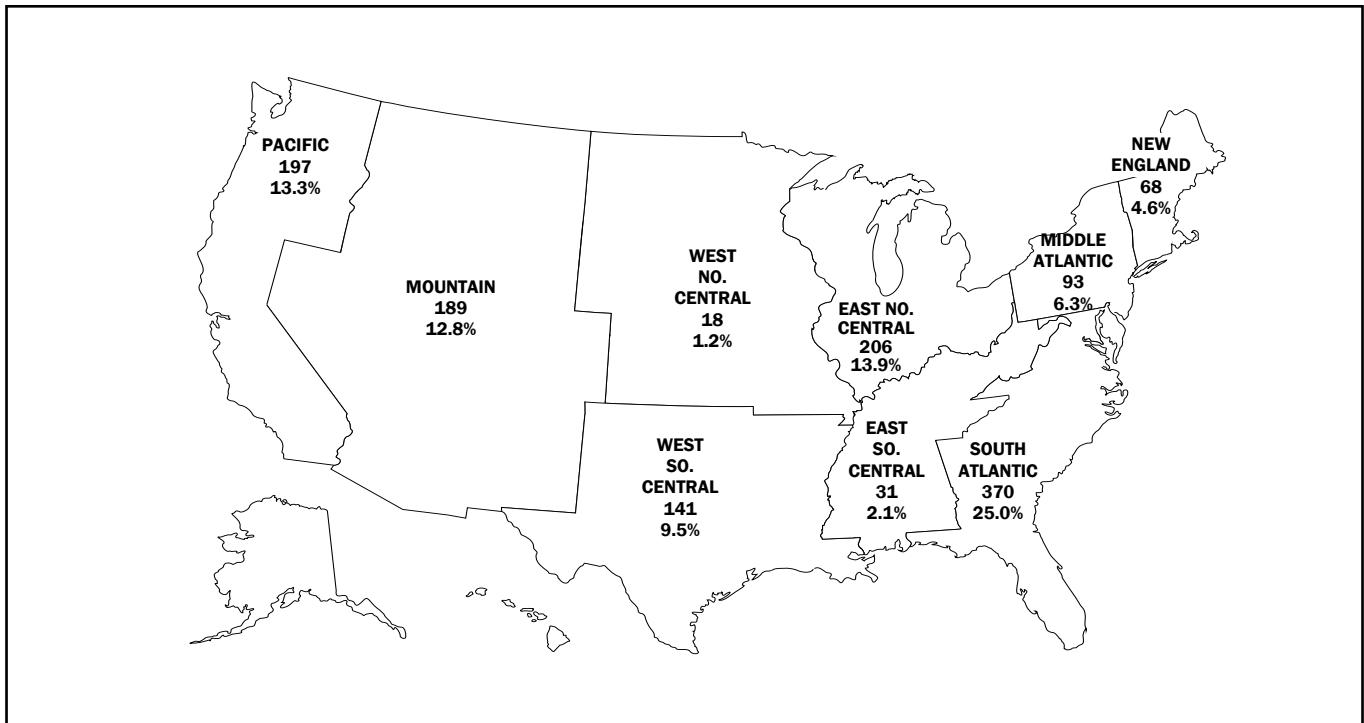 PACIFIC
197
13.3%
MOUNTAIN
189
12.8%
WEST
NO.
CENTRAL
18
1.2%
EAST NO.
CENTRAL
206
13.9%
NEW
ENGLAND
68
4.6%
MIDDLE
ATLANTIC
93
6.3%
WEST
SO.
CENTRAL
141
9.5%
EAST
SO.
CENTRAL
31
2.1%
SOUTH
ATLANTIC
370
25.0%